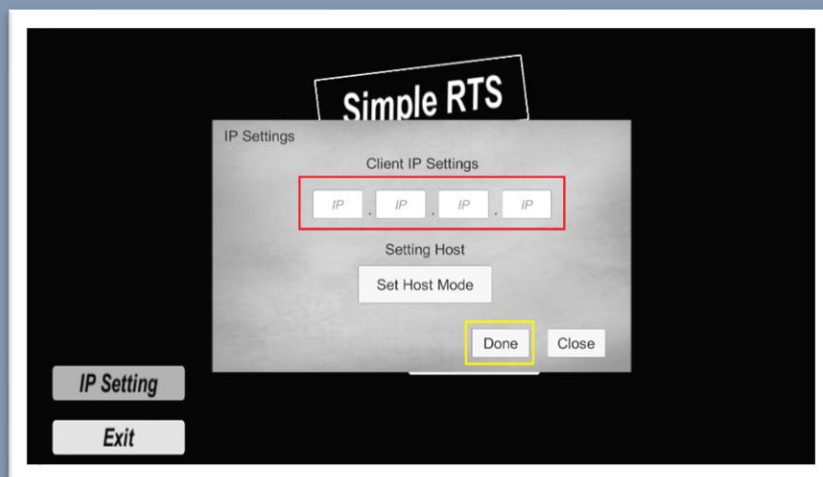 Simple RTS
IP Settings
Client IP Settings
IP . IP . IP . IP
Setting Host
Set Host Mode
Done Close
IP Setting
Exit